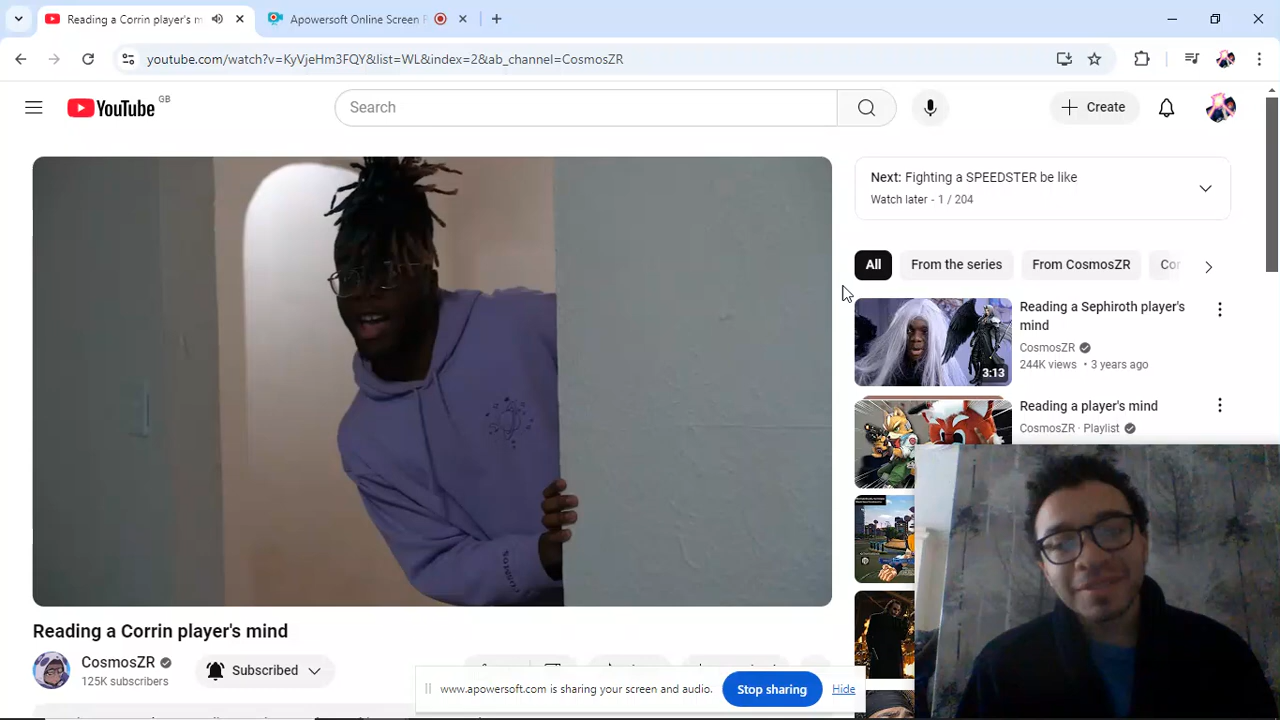 Reading a Corrin player's m
Apowersoft Online Screen
youtube.com/watch?v=KyVjeHm3FQY&list=WL&index=2&ab_channel=CosmosZR
YouTube GB
Search
Create
Next: Fighting a SPEEDSTER be like
Watch later - 1 / 204
All
From the series
From CosmosZR
Cor
Reading a Sephiroth player's
mind
CosmosZR
244K views • 3 years ago
3:13
Reading a player's mind
CosmosZR · Playlist
Reading a Corrin player's mind
CosmosZR
125K subscribers
Subscribed
www.apowersoft.com is sharing your screen and audio.
Stop sharing
Hide